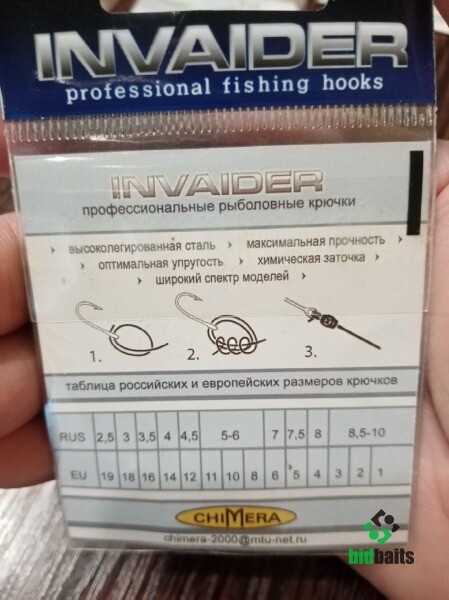 INVAIDER
professional fishing hooks
INVAIDER
профессиональные рыболовные крючки
› высоколегированная сталь › максимальная прочность ›
› оптимальная упругость › химическая заточка ›
› широкий спектр моделей ›
1. 2. 3.
таблица российских и европейских размеров крючков
RUS 2,5 3 3,5 4 4,5 5-6 7 7,5 8 8,5-10
EU 19 18 16 14 12 11 10 8 6 5 4 3 2 1
CHIMERA
chimera-2000@mtu-net.ru
bidbaits